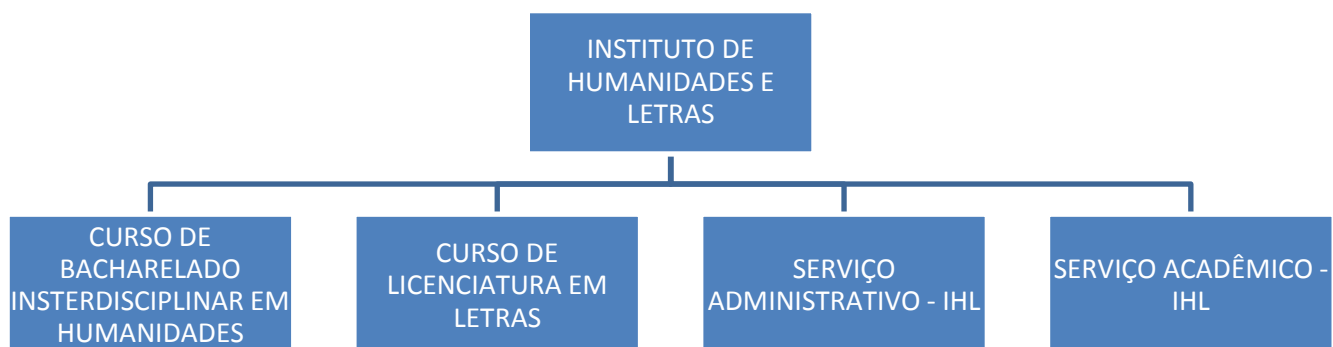 INSTITUTO DE
HUMANIDADES E
LETRAS
CURSO DE
BACHARELADO
INSTERDISCIPLINAR EM
HUMANIDADES
CURSO DE
LICENCIATURA EM
LETRAS
SERVIÇO
ADMINISTRATIVO - IHL
SERVIÇO ACADÊMICO -
IHL